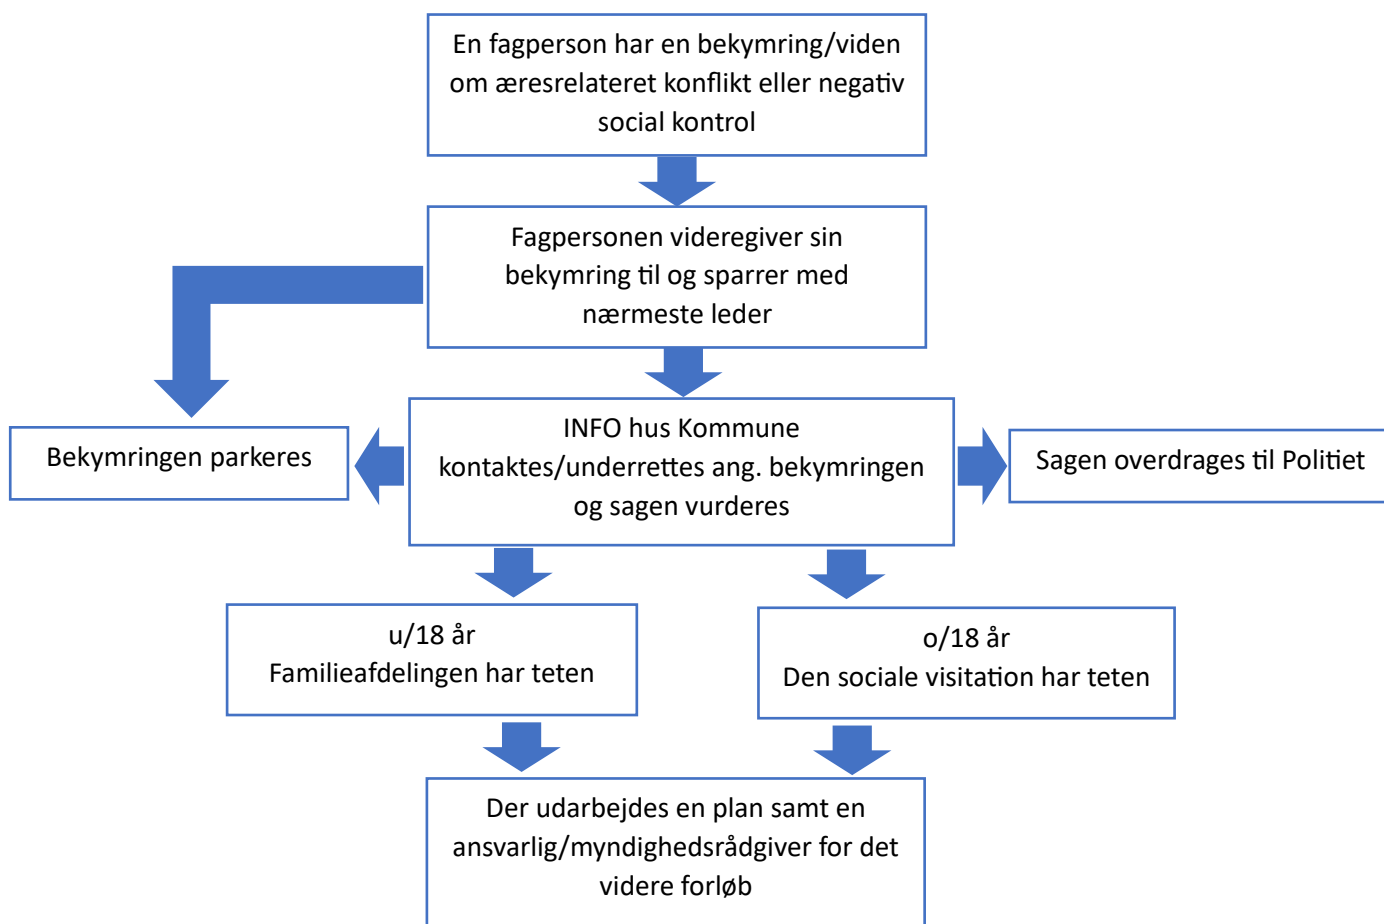 En fagperson har en bekymring/viden
om æresrelateret konflikt eller negativ
social kontrol
Fagpersonen videregiver sin
bekymring til og sparrer med
nærmeste leder
Bekymringen parkeres
INFO hus Kommune
kontaktes/underrettes ang. bekymringen
og sagen vurderes
Sagen overdrages til Politiet
u/18 år
Familieafdelingen har teten
o/18 år
Den sociale visitation har teten
Der udarbejdes en plan samt en
ansvarlig/myndighedsrådgiver for det
videre forløb